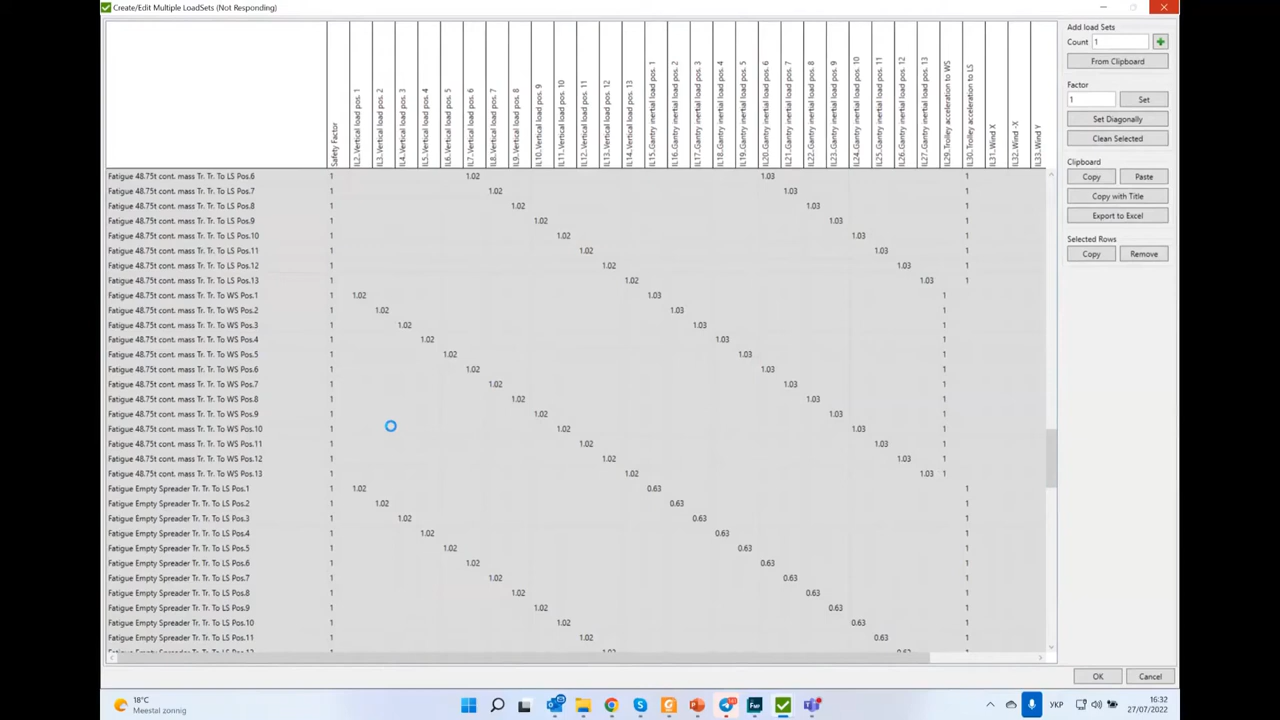 Create/Edit Multiple LoadSets (Not Responding)
Safety Factor
IL2.Vertical load pos. 1
IL3.Vertical load pos. 2
IL4.Vertical load pos. 3
IL5.Vertical load pos. 4
IL6.Vertical load pos. 5
IL7.Vertical load pos. 6
IL8.Vertical load pos. 7
IL9.Vertical load pos. 8
IL10.Vertical load pos. 9
IL11.Vertical load pos. 10
IL12.Vertical load pos. 11
IL13.Vertical load pos. 12
IL14.Vertical load pos. 13
IL15.Gantry inertial load pos. 1
IL16.Gantry inertial load pos. 2
IL17.Gantry inertial load pos. 3
IL18.Gantry inertial load pos. 4
IL19.Gantry inertial load pos. 5
IL20.Gantry inertial load pos. 6
IL21.Gantry inertial load pos. 7
IL22.Gantry inertial load pos. 8
IL23.Gantry inertial load pos. 9
IL24.Gantry inertial load pos. 10
IL25.Gantry inertial load pos. 11
IL26.Gantry inertial load pos. 12
IL27.Gantry inertial load pos. 13
IL29.Trolley acceleration to WS
IL30.Trolley acceleration to LS
IL31.Wind X
IL32.Wind -X
IL33.Wind Y
Fatigue 48.75t cont. mass Tr. Tr. To LS Pos.6 1 1.02 1.03 1
Fatigue 48.75t cont. mass Tr. Tr. To LS Pos.7 1 1.02 1.03 1
Fatigue 48.75t cont. mass Tr. Tr. To LS Pos.8 1 1.02 1.03 1
Fatigue 48.75t cont. mass Tr. Tr. To LS Pos.9 1 1.02 1.03 1
Fatigue 48.75t cont. mass Tr. Tr. To LS Pos.10 1 1.02 1.03 1
Fatigue 48.75t cont. mass Tr. Tr. To LS Pos.11 1 1.02 1.03 1
Fatigue 48.75t cont. mass Tr. Tr. To LS Pos.12 1 1.02 1.03 1
Fatigue 48.75t cont. mass Tr. Tr. To LS Pos.13 1 1.02 1.03 1
Fatigue 48.75t cont. mass Tr. Tr. To WS Pos.1 1 1.02 1.03 1
Fatigue 48.75t cont. mass Tr. Tr. To WS Pos.2 1 1.02 1.03 1
Fatigue 48.75t cont. mass Tr. Tr. To WS Pos.3 1 1.02 1.03 1
Fatigue 48.75t cont. mass Tr. Tr. To WS Pos.4 1 1.02 1.03 1
Fatigue 48.75t cont. mass Tr. Tr. To WS Pos.5 1 1.02 1.03 1
Fatigue 48.75t cont. mass Tr. Tr. To WS Pos.6 1 1.02 1.03 1
Fatigue 48.75t cont. mass Tr. Tr. To WS Pos.7 1 1.02 1.03 1
Fatigue 48.75t cont. mass Tr. Tr. To WS Pos.8 1 1.02 1.03 1
Fatigue 48.75t cont. mass Tr. Tr. To WS Pos.9 1 1.02 1.03 1
Fatigue 48.75t cont. mass Tr. Tr. To WS Pos.10 1 1.02 1.03 1
Fatigue 48.75t cont. mass Tr. Tr. To WS Pos.11 1 1.02 1.03 1
Fatigue 48.75t cont. mass Tr. Tr. To WS Pos.12 1 1.02 1.03 1
Fatigue 48.75t cont. mass Tr. Tr. To WS Pos.13 1 1.02 1.03 1
Fatigue Empty Spreader Tr. Tr. To LS Pos.1 1 1.02 0.63 1
Fatigue Empty Spreader Tr. Tr. To LS Pos.2 1 1.02 0.63 1
Fatigue Empty Spreader Tr. Tr. To LS Pos.3 1 1.02 0.63 1
Fatigue Empty Spreader Tr. Tr. To LS Pos.4 1 1.02 0.63 1
Fatigue Empty Spreader Tr. Tr. To LS Pos.5 1 1.02 0.63 1
Fatigue Empty Spreader Tr. Tr. To LS Pos.6 1 1.02 0.63 1
Fatigue Empty Spreader Tr. Tr. To LS Pos.7 1 1.02 0.63 1
Fatigue Empty Spreader Tr. Tr. To LS Pos.8 1 1.02 0.63 1
Fatigue Empty Spreader Tr. Tr. To LS Pos.9 1 1.02 0.63 1
Fatigue Empty Spreader Tr. Tr. To LS Pos.10 1 1.02 0.63 1
Fatigue Empty Spreader Tr. Tr. To LS Pos.11 1 1.02 0.63 1
Add load Sets
Count 1
From Clipboard
Factor
1 Set
Set Diagonally
Clean Selected
Clipboard
Copy Paste
Copy with Title
Export to Excel
Selected Rows
Copy Remove
OK Cancel
18°C
Meestal zonnig
УКР
16:32
27/07/2022